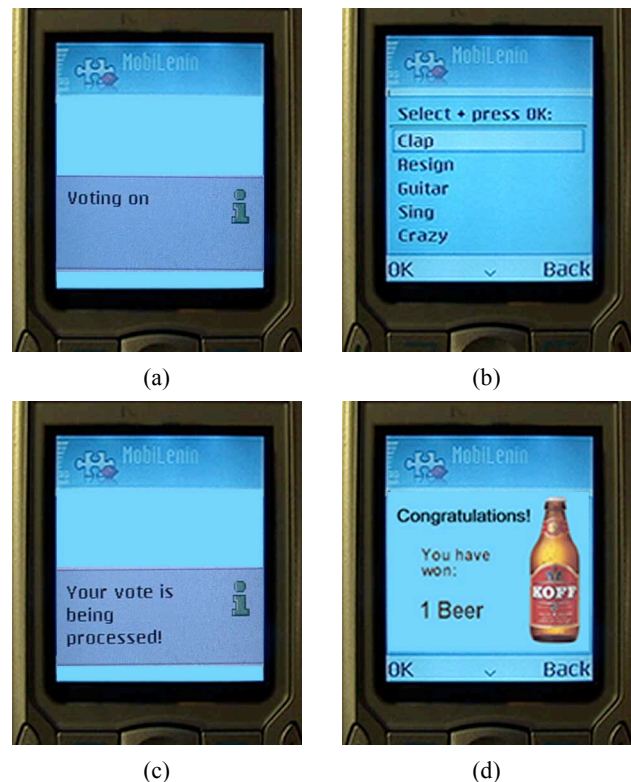 MobiLenin
Voting on
(a)
MobiLenin
Select + press OK:
Clap
Resign
Guitar
Sing
Crazy
OK Back
(b)
MobiLenin
Your vote is
being
processed!
(c)
MobiLenin
Congratulations!
You have
won:
1 Beer
KOFF
OK Back
(d)